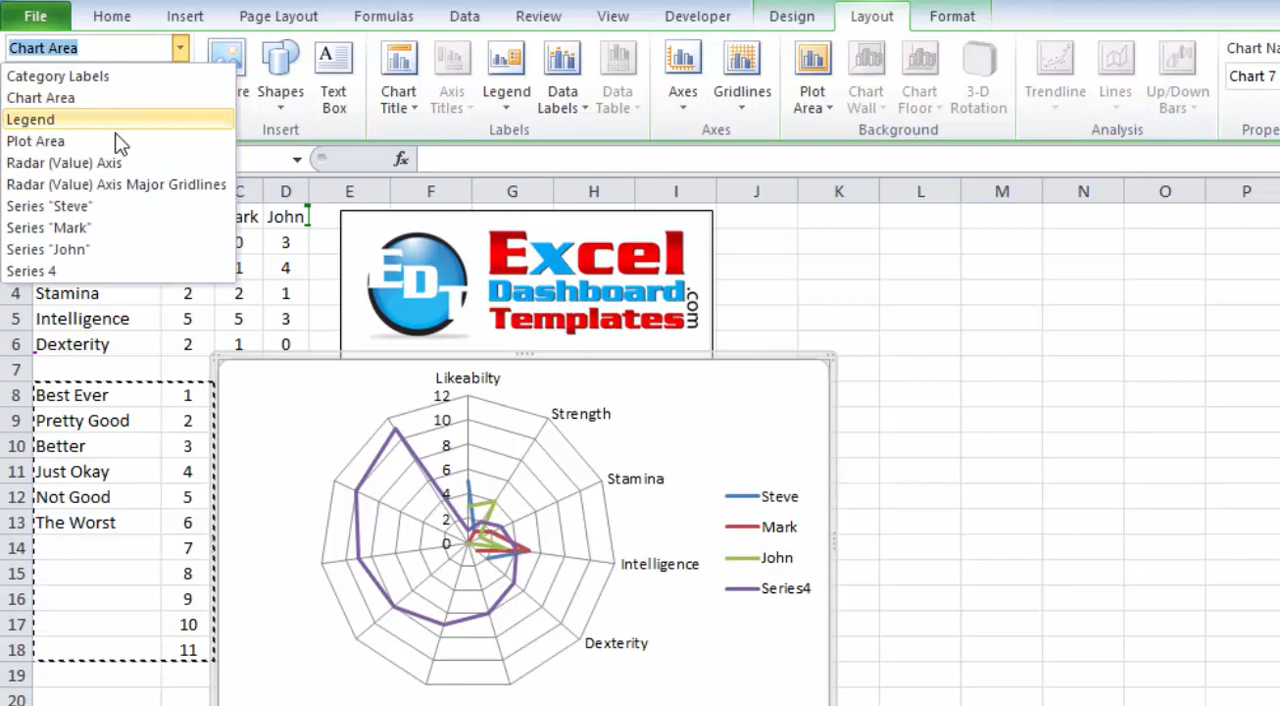 File Home Insert Page Layout Formulas Data Review View Developer Design Layout Format
Chart Area
Category Labels
Chart Area
Legend
Plot Area
Radar (Value) Axis
Radar (Value) Axis Major Gridlines
Series "Steve"
Series "Mark"
Series "John"
Series 4
Shapes
Text
Box
Insert
Chart
Title
Axis
Titles
Legend
Data
Labels
Data
Table
Labels
Axes
Gridlines
Axes
Plot
Area
Chart
Wall
Chart
Floor
3-D
Rotation
Background
Trendline
Lines
Up/Down
Bars
Analysis
Chart 7
fx
C D E F G H I J K L M N O P
ark John
0 3
1 4
4 Stamina 2 2 1
5 Intelligence 5 5 3
6 Dexterity 2 1 0
7
8 Best Ever 1
9 Pretty Good 2
10 Better 3
11 Just Okay 4
12 Not Good 5
13 The Worst 6
14 7
15 8
16 9
17 10
18 11
19
20
EDT
Excel
Dashboard
Templates
.com
Likeabilty
Strength
Stamina
Intelligence
Dexterity
12
10
8
6
4
2
0
Steve
Mark
John
Series4